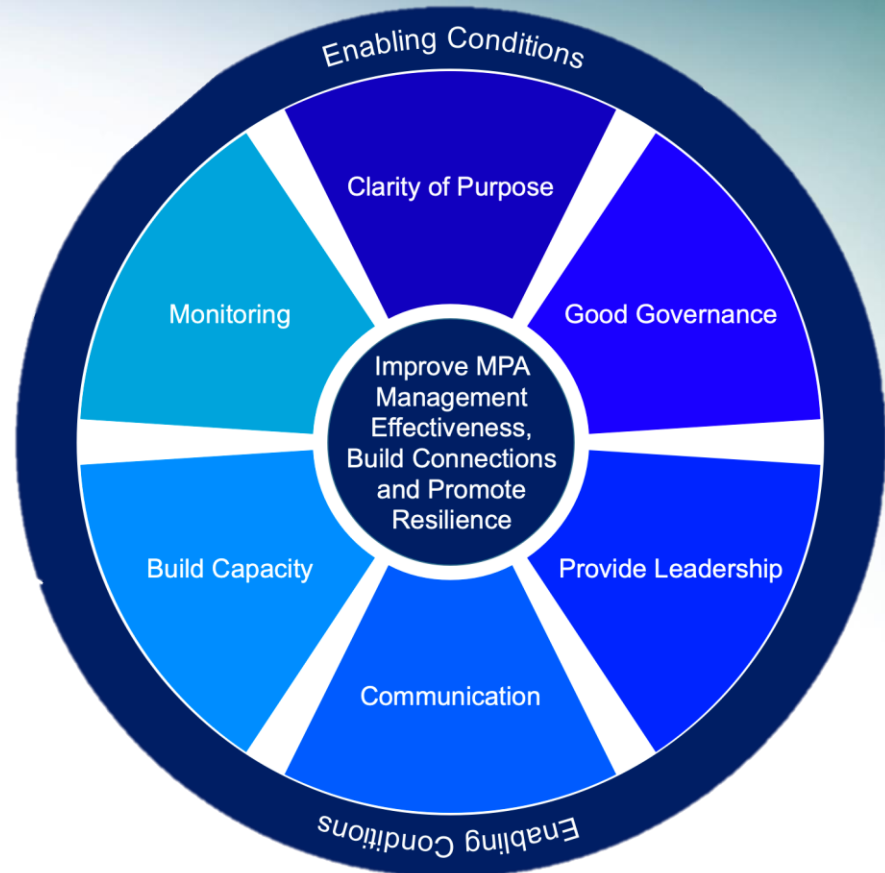 Enabling Conditions
Clarity of Purpose
Monitoring
Good Governance
Improve MPA
Management
Effectiveness,
Build Connections
and Promote
Resilience
Build Capacity
Provide Leadership
Communication
Enabling Conditions